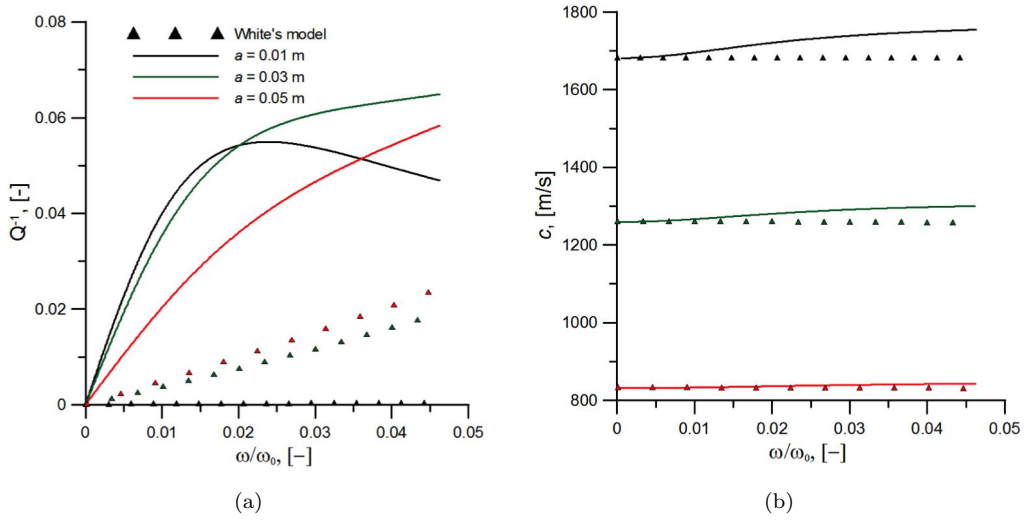 0.08
0.06
0.04
0.02
0
Q⁻¹, [-]
White's model
a = 0.01 m
a = 0.03 m
a = 0.05 m
0 0.01 0.02 0.03 0.04 0.05
ω/ω₀, [−]
(a)
1800
1600
1400
1200
1000
800
c, [m/s]
0 0.01 0.02 0.03 0.04 0.05
ω/ω₀, [−]
(b)